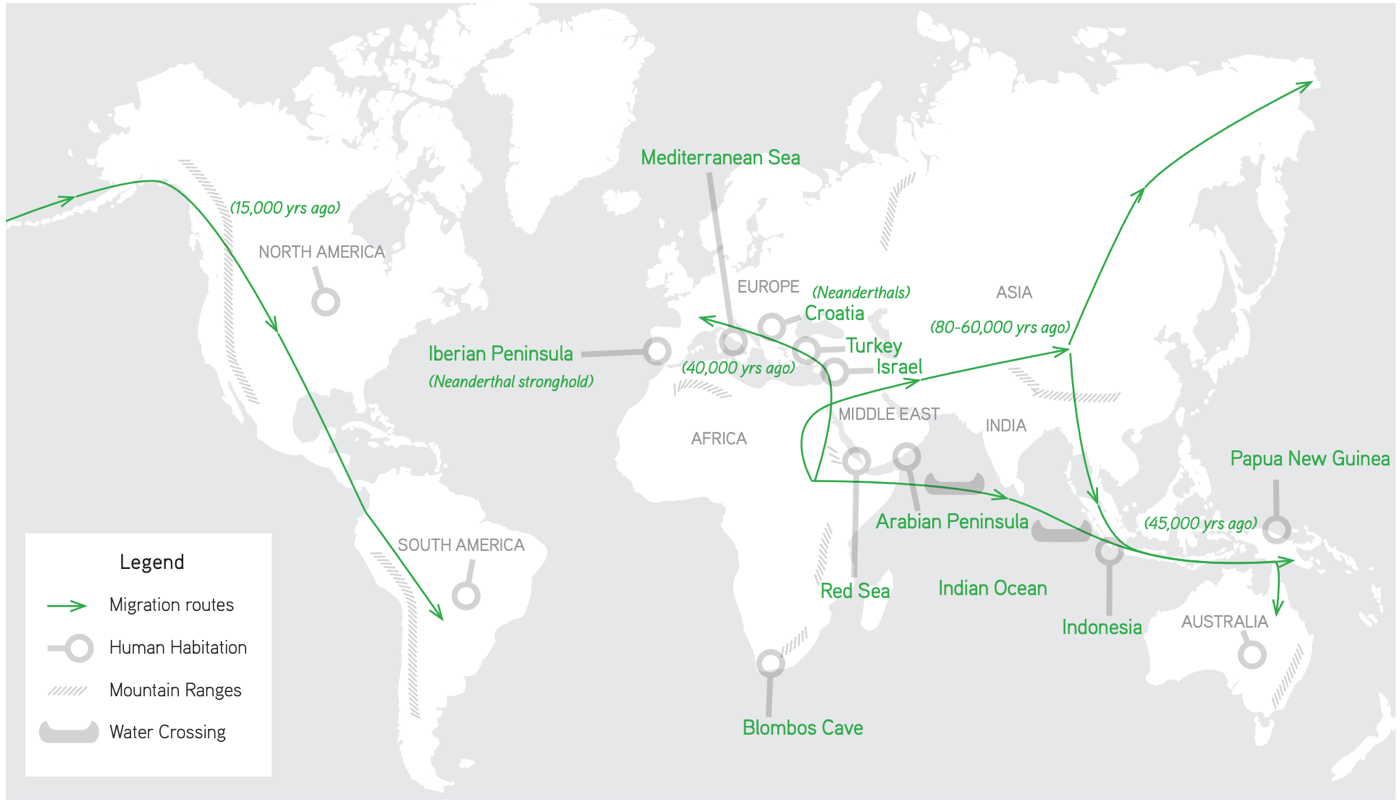 Mediterranean Sea
(15,000 yrs ago)
NORTH AMERICA
EUROPE
(Neanderthals)
Croatia
ASIA
(80-60,000 yrs ago)
Iberian Peninsula
(Neanderthal stronghold)
Turkey
Israel
(40,000 yrs ago)
MIDDLE EAST
AFRICA
INDIA
Papua New Guinea
Arabian Peninsula
(45,000 yrs ago)
SOUTH AMERICA
Red Sea
Indian Ocean
Indonesia
AUSTRALIA
Blombos Cave
Legend
Migration routes
Human Habitation
Mountain Ranges
Water Crossing